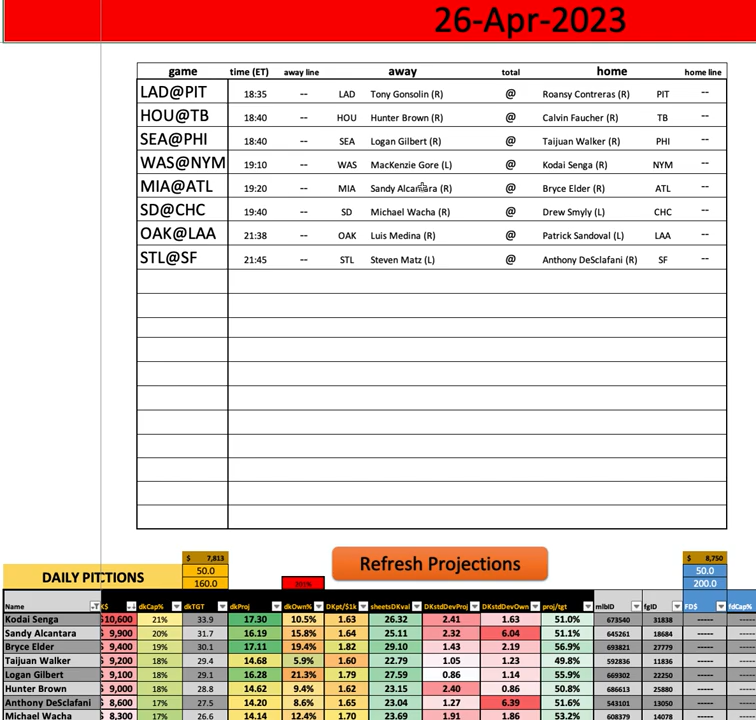 26-Apr-2023
game time (ET) away line away total home home line
LAD@PIT 18:35 -- LAD Tony Gonsolin (R) @ Roansy Contreras (R) PIT --
HOU@TB 18:40 -- HOU Hunter Brown (R) @ Calvin Faucher (R) TB --
SEA@PHI 18:40 -- SEA Logan Gilbert (R) @ Taijuan Walker (R) PHI --
WAS@NYM 19:10 -- WAS MacKenzie Gore (L) @ Kodai Senga (R) NYM --
MIA@ATL 19:20 -- MIA Sandy Alcantara (R) @ Bryce Elder (R) ATL --
SD@CHC 19:40 -- SD Michael Wacha (R) @ Drew Smyly (L) CHC --
OAK@LAA 21:38 -- OAK Luis Medina (R) @ Patrick Sandoval (L) LAA --
STL@SF 21:45 -- STL Steven Matz (L) @ Anthony DeSclafani (R) SF --
$ 7,813 Refresh Projections $ 8,750
DAILY PITTIONS 50.0 50.0
160.0 200.0
Name K$ dkCap% dkTGT dkProj dkOwn% DKpt/$1k sheetsDKval DKstdDevProj DKstdDevOwn proj/tgt mlbID fgID FD$ fdCap%
Kodai Senga $10,600 21% 33.9 17.30 10.5% 1.63 26.32 2.41 1.63 51.0% 673540 31838 -----
Sandy Alcantara $ 9,900 20% 31.7 16.19 15.8% 1.64 25.11 2.32 6.04 51.1% 645261 18684 -----
Bryce Elder $ 9,400 19% 30.1 17.11 19.4% 1.82 29.10 1.43 2.19 56.9% 693821 27779 -----
Taijuan Walker $ 9,200 18% 29.4 14.68 5.9% 1.60 22.79 1.05 1.23 49.8% 592836 11836 -----
Logan Gilbert $ 9,100 18% 29.1 16.28 21.3% 1.79 27.59 0.86 1.14 55.9% 669302 22250 -----
Hunter Brown $ 9,000 18% 28.8 14.62 9.4% 1.62 23.15 2.40 0.86 50.8% 686613 25880 -----
Anthony DeSclafani $ 8,600 17% 27.5 14.20 8.6% 1.65 23.04 1.27 6.39 51.6% 543101 13050 -----
Michael Wacha $ 8,300 17% 26.6 14.14 12.4% 1.70 23.69 1.91 1.86 53.2% 608379 14078 -----